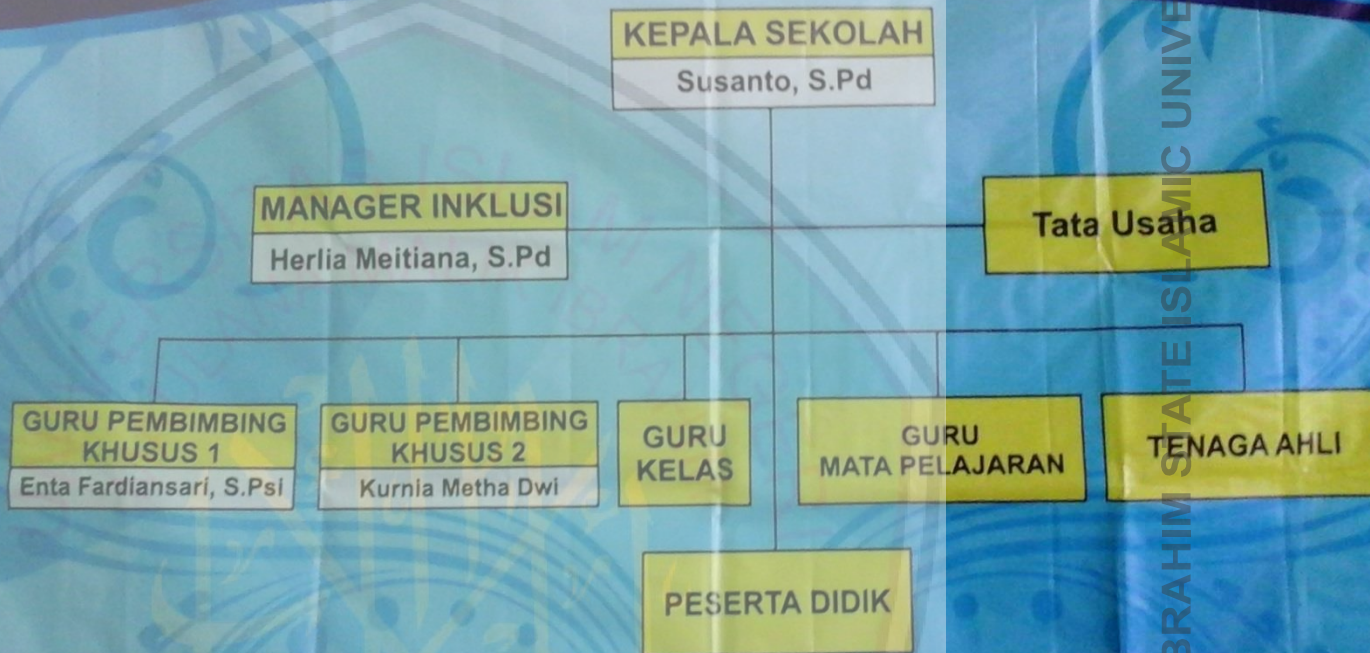 KEPALA SEKOLAH
Susanto, S.Pd
MANAGER INKLUSI
Herlia Meitiana, S.Pd
Tata Usaha
GURU PEMBIMBING
KHUSUS 1
Enta Fardiansari, S.Psi
GURU PEMBIMBING
KHUSUS 2
Kurnia Metha Dwi
GURU
KELAS
GURU
MATA PELAJARAN
TENAGA AHLI
PESERTA DIDIK
BRAHIM STATE ISLAMIC UNIVE